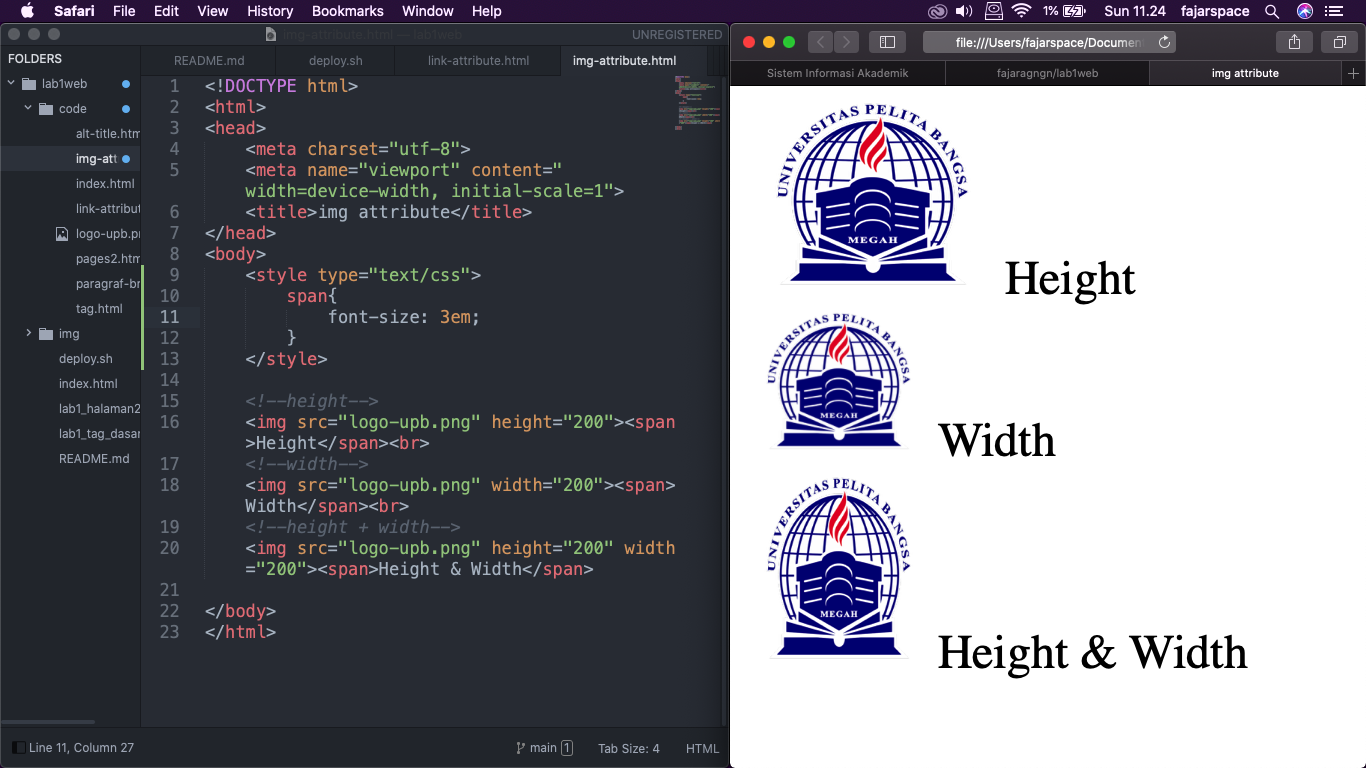 Safari File Edit View History Bookmarks Window Help 1% Sun 11.24 fajarspace
img-attribute.html — lab1web UNREGISTERED
FOLDERS
lab1web
code
alt-title.htm
img-att
index.html
link-attribut
logo-upb.p
pages2.htm
paragraf-br
tag.html
img
deploy.sh
index.html
lab1_halaman2
lab1_tag_dasar
README.md
README.md deploy.sh link-attribute.html img-attribute.html
1 <!DOCTYPE html>
2 <html>
3 <head>
4 <meta charset="utf-8">
5 <meta name="viewport" content="
width=device-width, initial-scale=1">
6 <title>img attribute</title>
7 </head>
8 <body>
9 <style type="text/css">
10 span{
11 font-size: 3em;
12 }
13 </style>
14
15 <!--height-->
16 <img src="logo-upb.png" height="200"><span
>Height</span><br>
17 <!--width-->
18 <img src="logo-upb.png" width="200"><span>
Width</span><br>
19 <!--height + width-->
20 <img src="logo-upb.png" height="200" width
="200"><span>Height & Width</span>
21
22 </body>
23 </html>
Line 11, Column 27 main 1 Tab Size: 4 HTML
file:///Users/fajarspace/Documen
Sistem Informasi Akademik fajaragngn/lab1web img attribute
UNIVERSITAS PELITA BANGSA
MEGAH
Height
UNIVERSITAS PELITA BANGSA
MEGAH
Width
UNIVERSITAS PELITA BANGSA
MEGAH
Height & Width